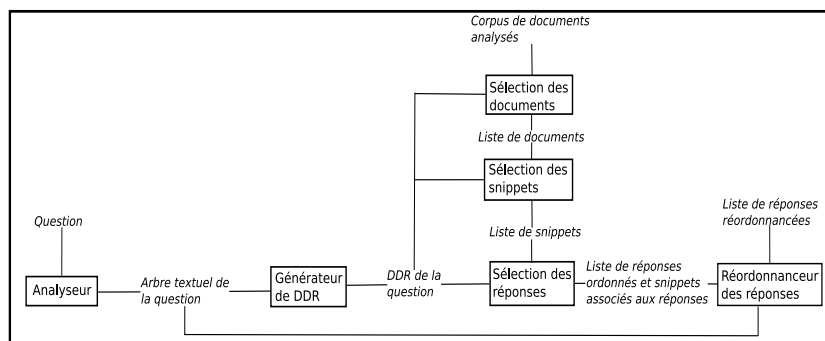 Corpus de documents
analysés
Sélection des
documents
Liste de documents
Sélection des
snippets
Question
Liste de réponses
réordonnancées
Liste de snippets
Analyseur
Arbre textuel de
la question
Générateur
de DDR
DDR de la
question
Sélection des
réponses
Liste de réponses
ordonnés et snippets
associés aux réponses
Réordonnanceur
des réponses